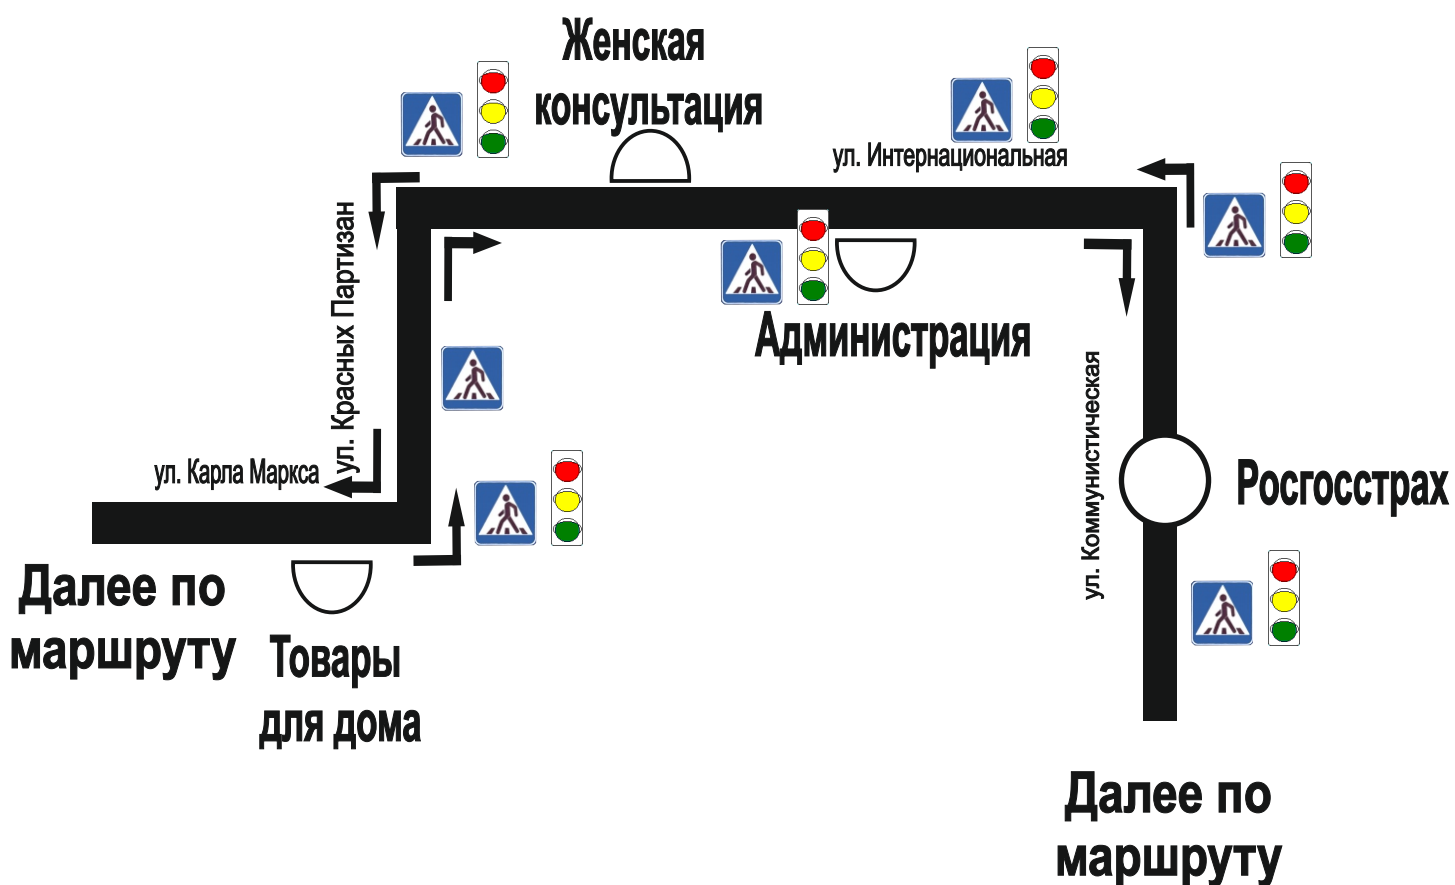 Женская
консультация
ул. Интернациональная
ул. Красных Партизан
Администрация
ул. Коммунистическая
ул. Карла Маркса
Росгосстрах
Далее по
маршруту
Товары
для дома
Далее по
маршруту